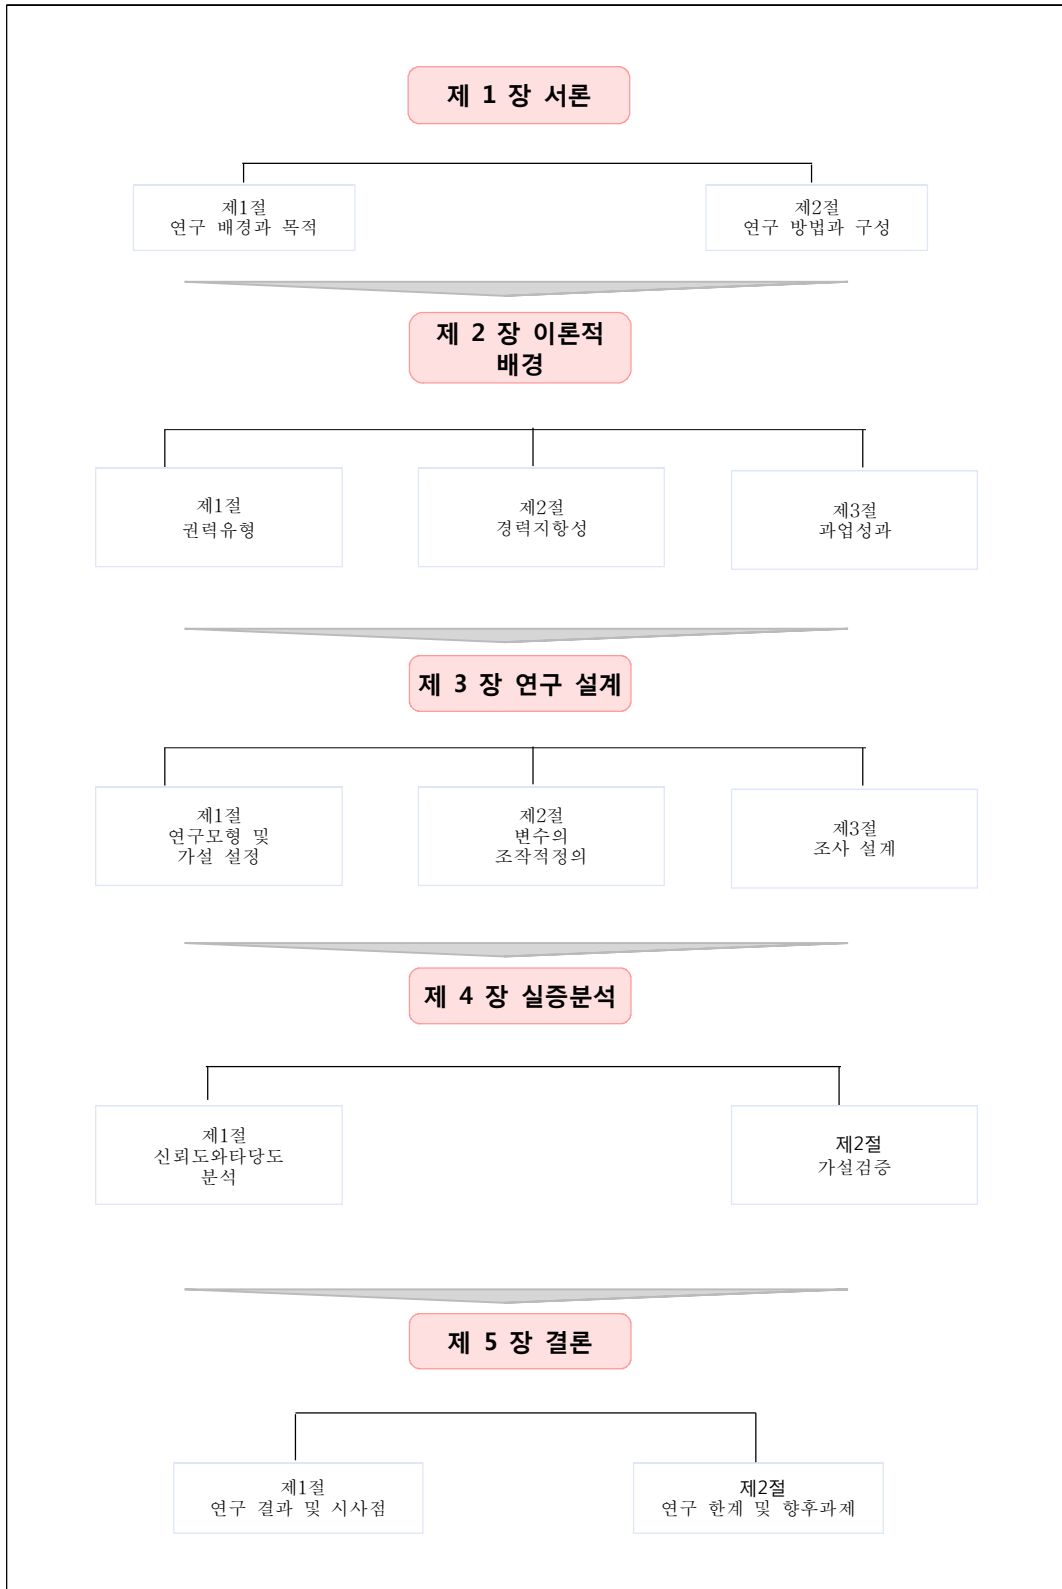 제 1 장 서론
제1절
연구 배경과 목적
제2절
연구 방법과 구성
제 2 장 이론적
배경
제1절
권력유형
제2절
경력지향성
제3절
과업성과
제 3 장 연구 설계
제1절
연구모형 및
가설 설정
제2절
변수의
조작적정의
제3절
조사 설계
제 4 장 실증분석
제1절
신뢰도와타당도
분석
제2절
가설검증
제 5 장 결론
제1절
연구 결과 및 시사점
제2절
연구 한계 및 향후과제